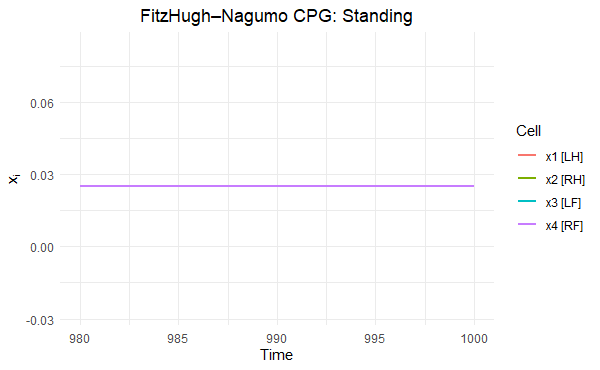 FitzHugh–Nagumo CPG: Standing
0.06
0.03
0.00
-0.03
xᵢ
980
985
990
995
1000
Time
Cell
x1 [LH]
x2 [RH]
x3 [LF]
x4 [RF]